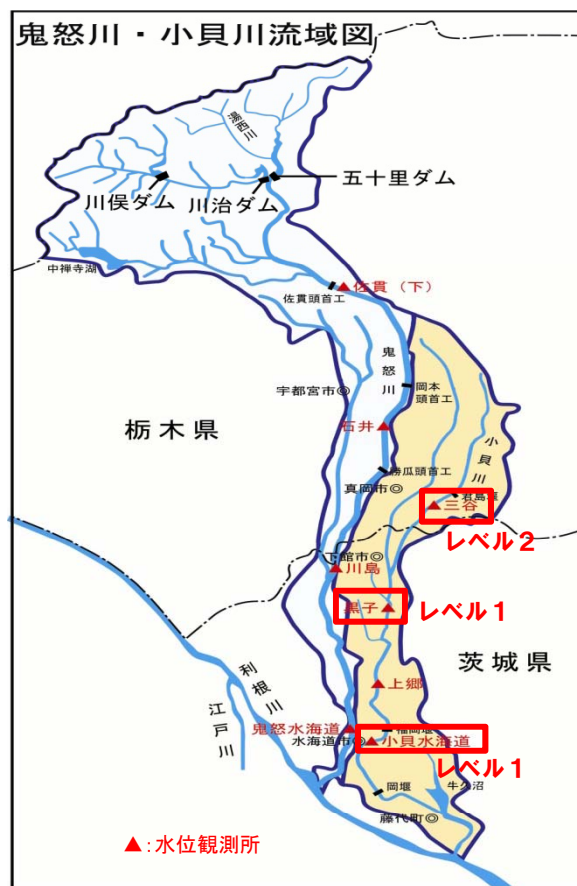 鬼怒川・小貝川流域図
湯西川
五十里ダム
川俣ダム
川治ダム
中禅寺湖
▲佐貫（下）
佐貫頭首工
鬼怒川
岡本
頭首工
宇都宮市◎
小貝川
石井▲
栃木県
勝瓜頭首工
真岡市◎
君島堰
▲三谷
レベル2
下館市◎
▲川島
黒子▲
レベル1
茨城県
利根川
江戸川
▲上郷
鬼怒水海道▲
福岡堰
水海道市◎
▲小貝水海道
レベル1
岡堰
牛久沼
藤代町◎
▲:水位観測所